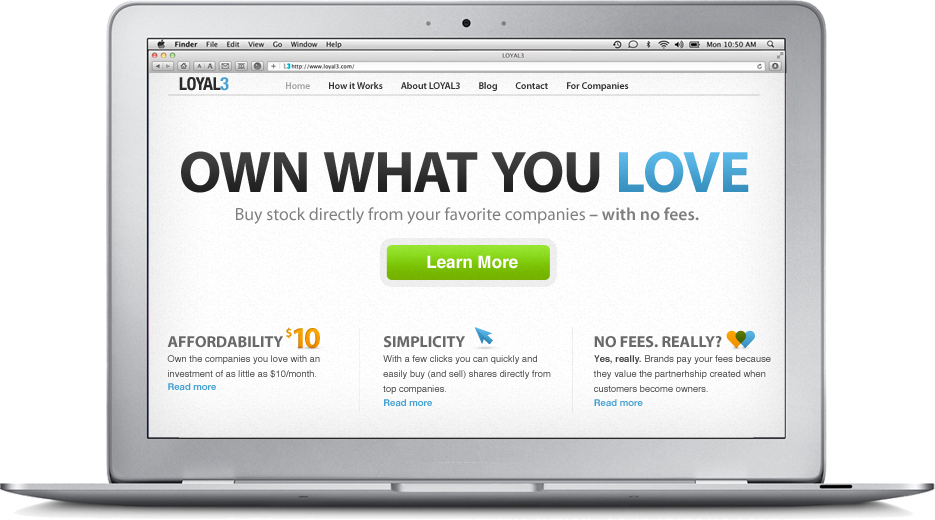 Finder File Edit View Go Window Help Mon 10:50 AM
LOYAL3
A A + L3 http://www.loyal3.com/
LOYAL3 Home How it Works About LOYAL3 Blog Contact For Companies
OWN WHAT YOU LOVE
Buy stock directly from your favorite companies – with no fees.
Learn More
AFFORDABILITY $10
Own the companies you love with an
investment of as little as $10/month.
Read more
SIMPLICITY
With a few clicks you can quickly and
easily buy (and sell) shares directly from
top companies.
Read more
NO FEES. REALLY?
Yes, really. Brands pay your fees because
they value the partnerhship created when
customers become owners.
Read more